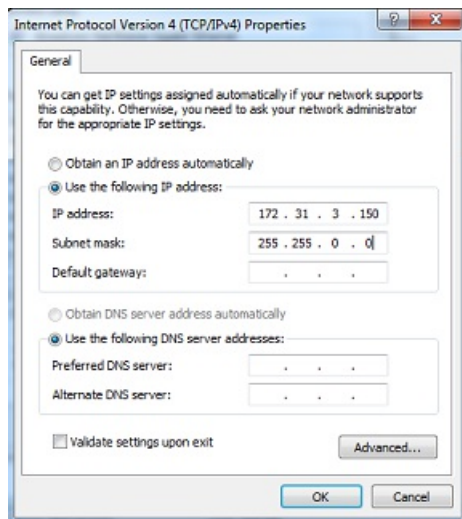 Internet Protocol Version 4 (TCP/IPv4) Properties
General
You can get IP settings assigned automatically if your network supports
this capability. Otherwise, you need to ask your network administrator
for the appropriate IP settings.
Obtain an IP address automatically
Use the following IP address:
IP address: 172 . 31 . 3 . 150
Subnet mask: 255 . 255 . 0 . 0
Default gateway: . . .
Obtain DNS server address automatically
Use the following DNS server addresses:
Preferred DNS server: . . .
Alternate DNS server: . . .
Validate settings upon exit
Advanced...
OK Cancel